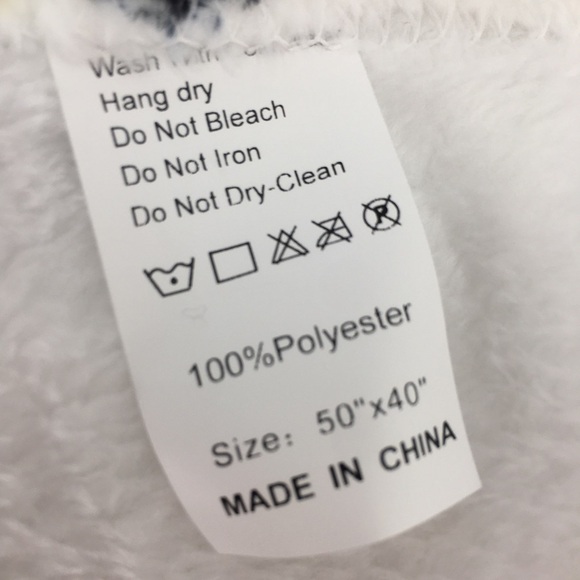 Wash
Hang dry
Do Not Bleach
Do Not Iron
Do Not Dry-Clean
P
100%Polyester
Size: 50"x40"
MADE IN CHINA